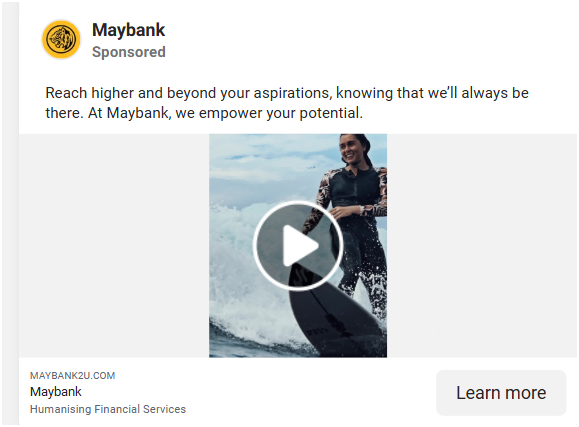 Maybank
Sponsored
Reach higher and beyond your aspirations, knowing that we’ll always be
there. At Maybank, we empower your potential.
MAYBANK2U.COM
Maybank
Humanising Financial Services
Learn more